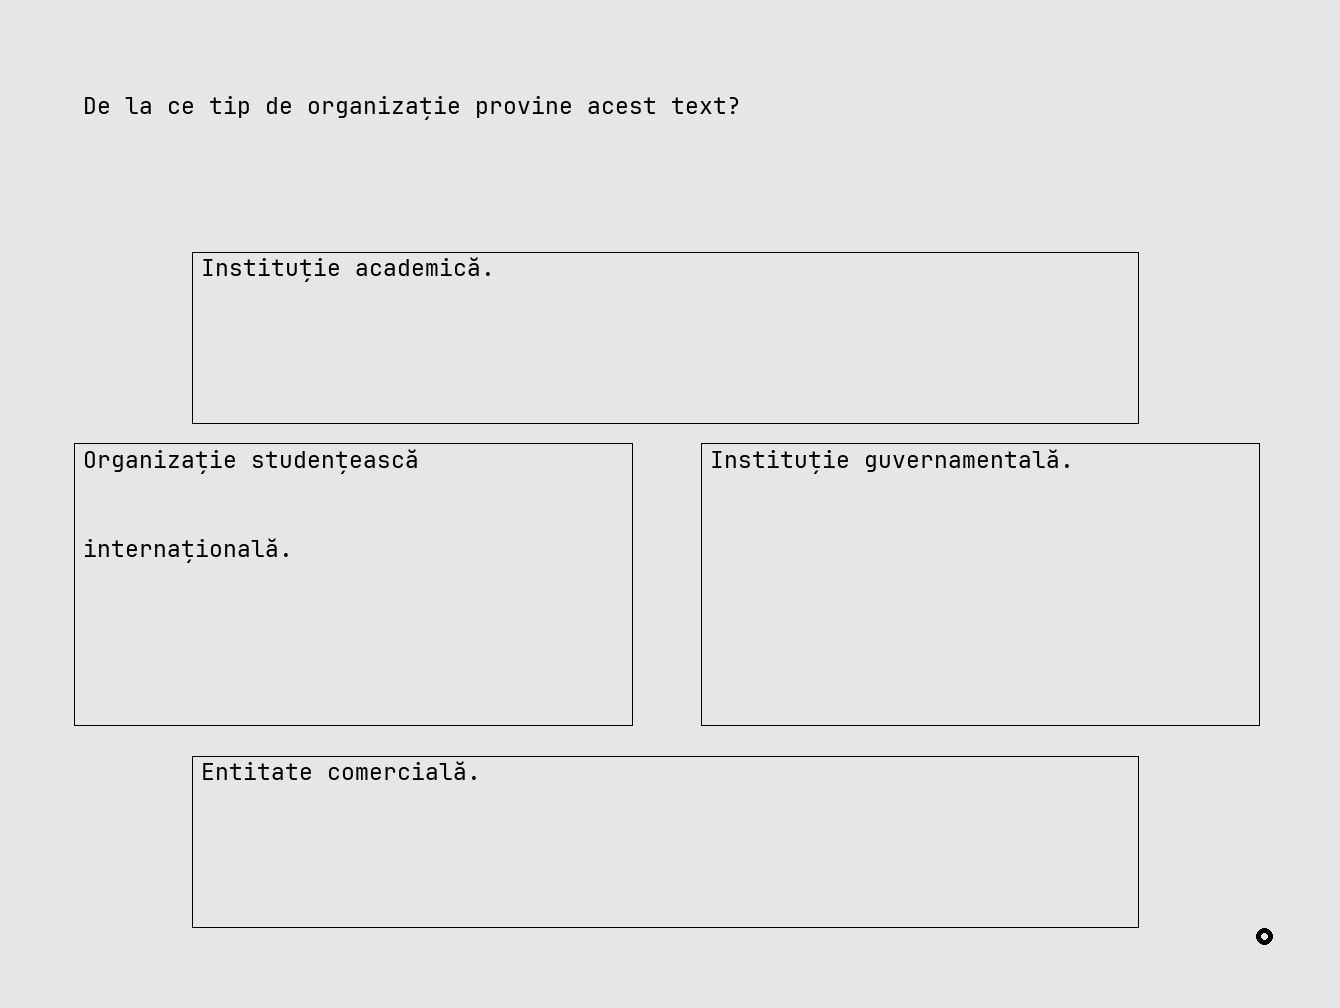 De la ce tip de organizație provine acest text?
Instituție academică.
Organizație studențească
internațională.
Instituție guvernamentală.
Entitate comercială.